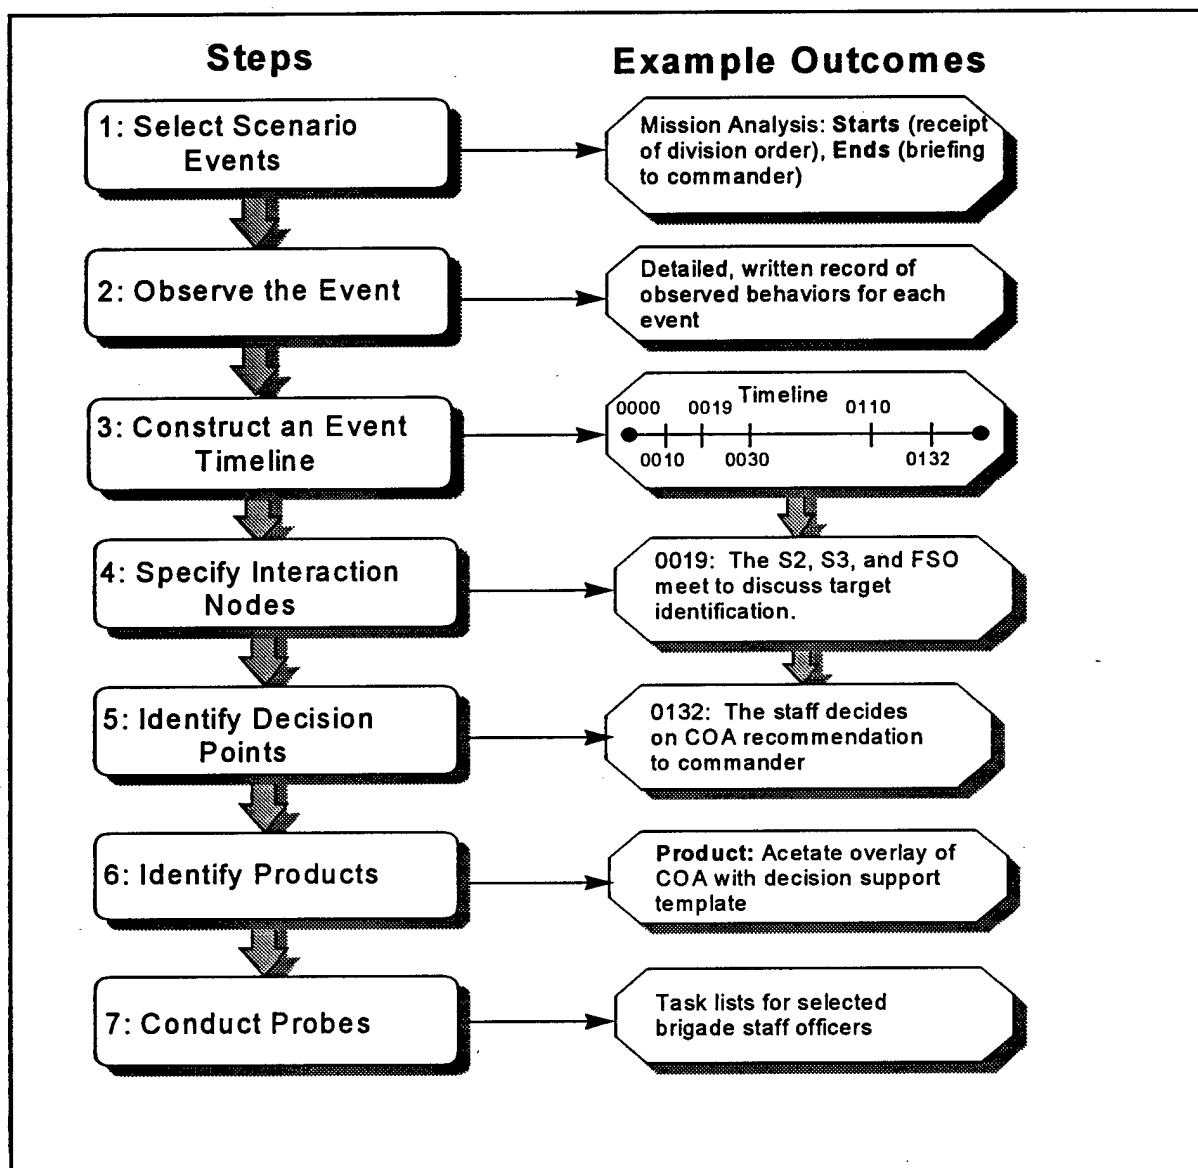 Steps
Example Outcomes
1: Select Scenario
Events
Mission Analysis: Starts (receipt
of division order), Ends (briefing
to commander)
2: Observe the Event
Detailed, written record of
observed behaviors for each
event
3: Construct an Event
Timeline
Timeline
0000 0019 0110
0010 0030 0132
4: Specify Interaction
Nodes
0019: The S2, S3, and FSO
meet to discuss target
identification.
5: Identify Decision
Points
0132: The staff decides
on COA recommendation
to commander
6: Identify Products
Product: Acetate overlay of
COA with decision support
template
7: Conduct Probes
Task lists for selected
brigade staff officers